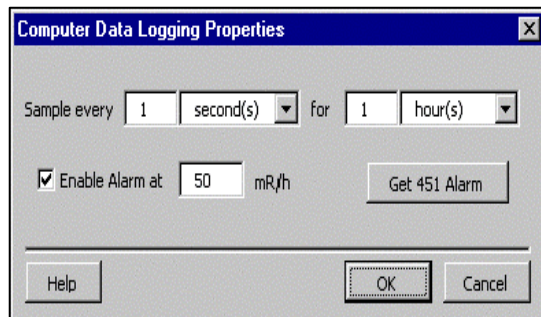 Computer Data Logging Properties
Sample every 1 second(s) for 1 hour(s)
Enable Alarm at 50 mR/h Get 451 Alarm
Help OK Cancel